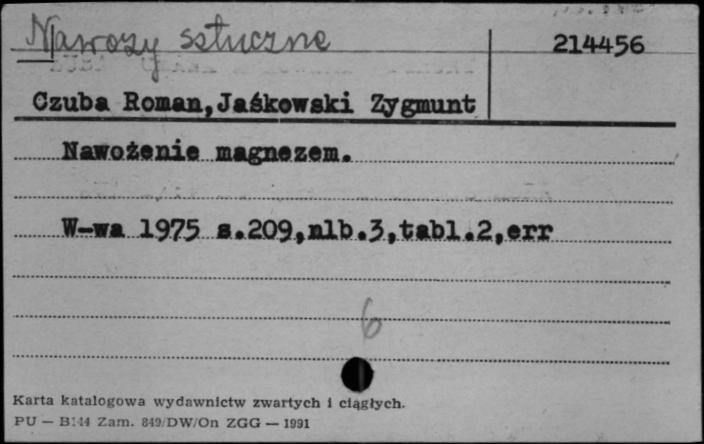 Nawozy sztuczne
214456
Czuba Roman,Jaśkowski Zygmunt
Nawożenie magnezem.
W-wa 1975 s.209,nlb.3,tabl.2,err
6
Karta katalogowa wydawnictw zwartych i ciągłych.
PU — B144 Zam. 849/DW/On ZGG — 1991